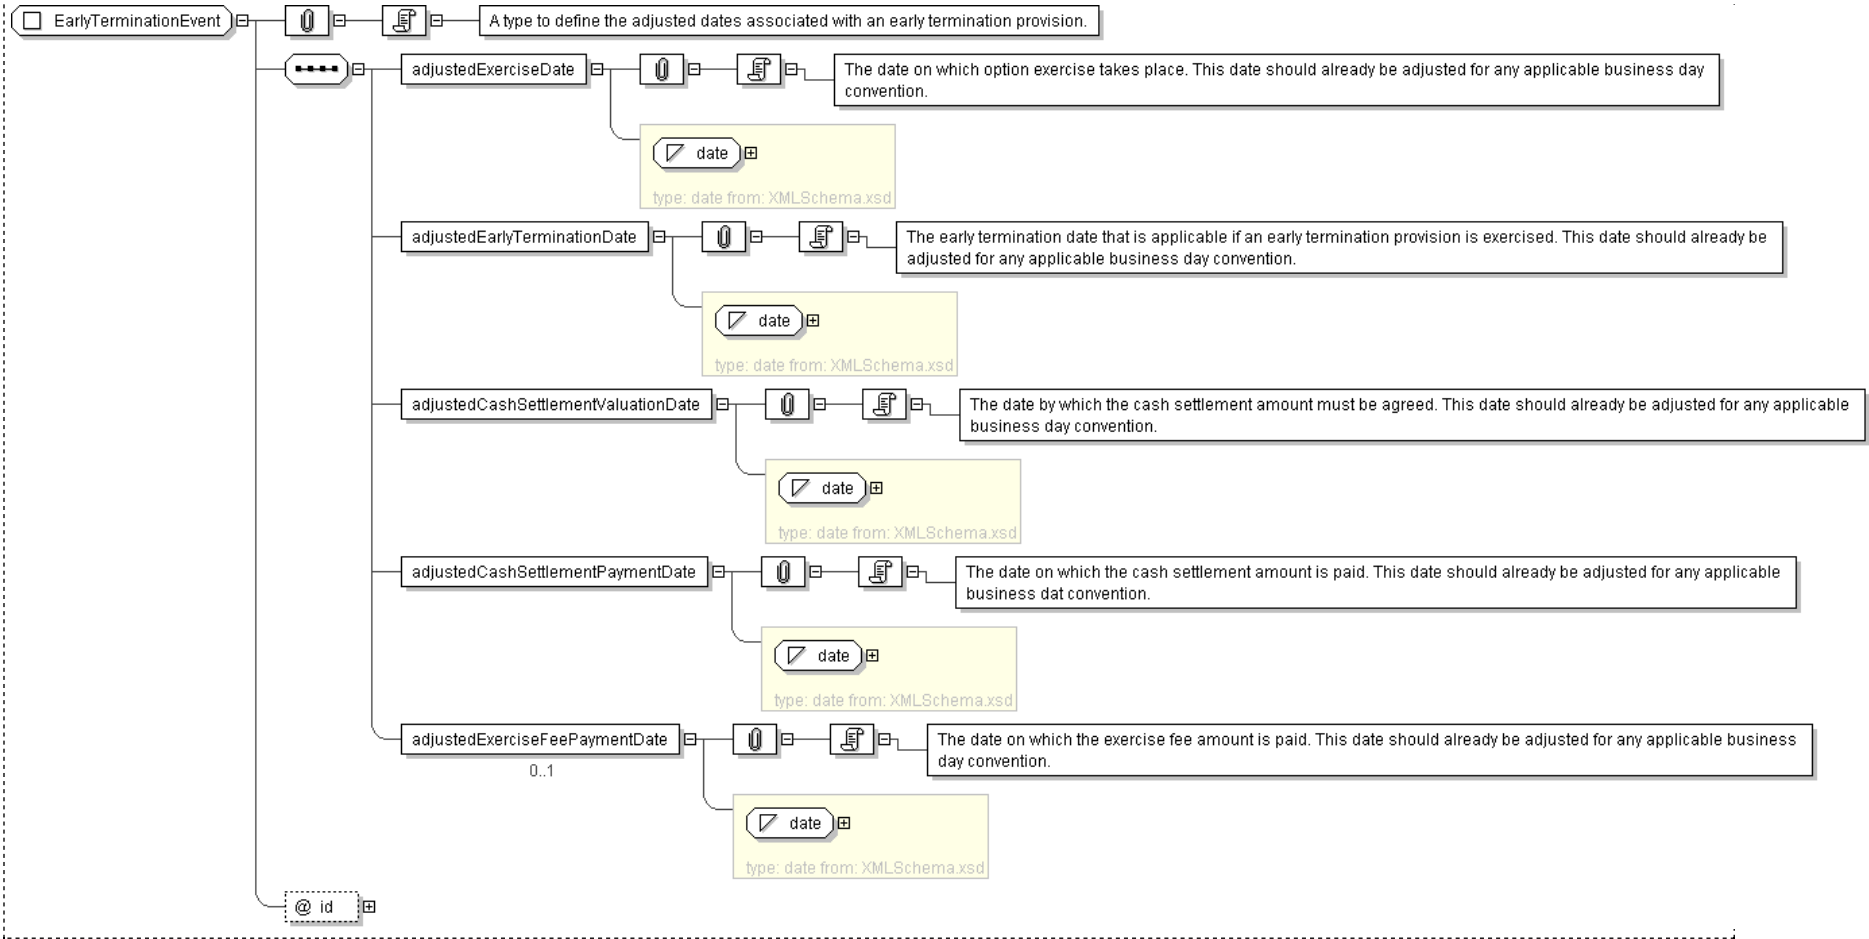 EarlyTerminationEvent
A type to define the adjusted dates associated with an early termination provision.
adjustedExerciseDate
The date on which option exercise takes place. This date should already be adjusted for any applicable business day
convention.
date
type: date from: XMLSchema.xsd
adjustedEarlyTerminationDate
The early termination date that is applicable if an early termination provision is exercised. This date should already be
adjusted for any applicable business day convention.
date
type: date from: XMLSchema.xsd
adjustedCashSettlementValuationDate
The date by which the cash settlement amount must be agreed. This date should already be adjusted for any applicable
business day convention.
date
type: date from: XMLSchema.xsd
adjustedCashSettlementPaymentDate
The date on which the cash settlement amount is paid. This date should already be adjusted for any applicable
business dat convention.
date
type: date from: XMLSchema.xsd
adjustedExerciseFeePaymentDate
The date on which the exercise fee amount is paid. This date should already be adjusted for any applicable business
day convention.
0..1
date
type: date from: XMLSchema.xsd
@ id